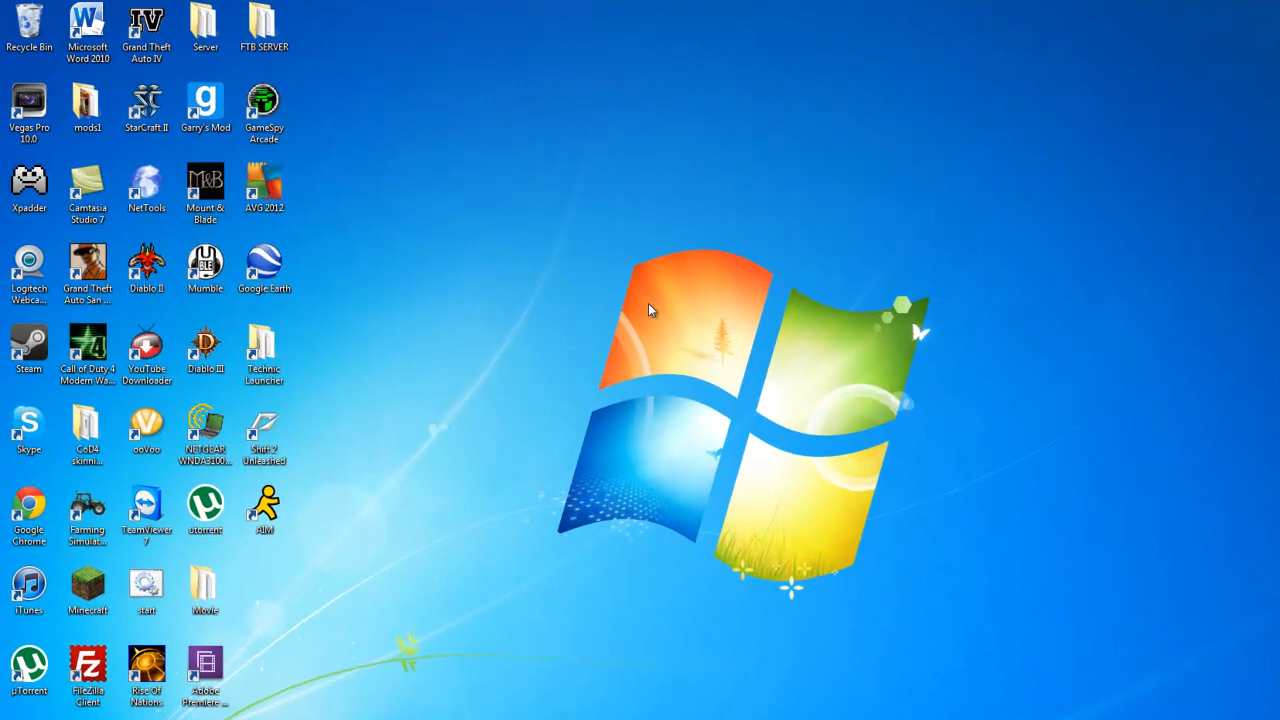 Recycle Bin
Microsoft
Word 2010
Grand Theft
Auto IV
Server
FTB SERVER
Vegas Pro
10.0
mods1
StarCraft II
Garry's Mod
GameSpy
Arcade
Xpadder
Camtasia
Studio 7
NetTools
Mount &
Blade
AVG 2012
Logitech
Webca...
Grand Theft
Auto San ...
Diablo II
Mumble
Google Earth
Steam
Call of Duty 4
Modern Wa...
YouTube
Downloader
Diablo III
Technic
Launcher
Skype
CoD4
skinni...
ooVoo
NETGEAR
WNDA3100...
Shift 2
Unleashed
Google
Chrome
Farming
Simulat...
TeamViewer
7
utorrent
AIM
iTunes
Minecraft
start
Movie
µTorrent
FileZilla
Client
Rise Of
Nations
Adobe
Premiere ...